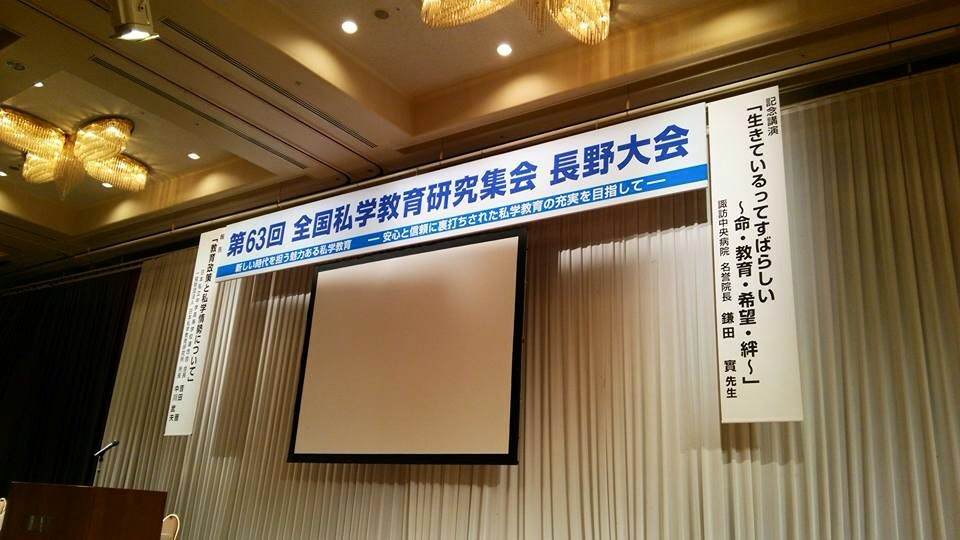 第63回 全国私学教育研究集会 長野大会
新しい時代を担う魅力ある私学教育 ―安心と信頼に裏打ちされた私学教育の充実を目指して―
記念講演
「生きているってすばらしい
～命・教育・希望・絆～」
諏訪中央病院 名誉院長 鎌田 實 先生
「教育政策と私学情勢について」